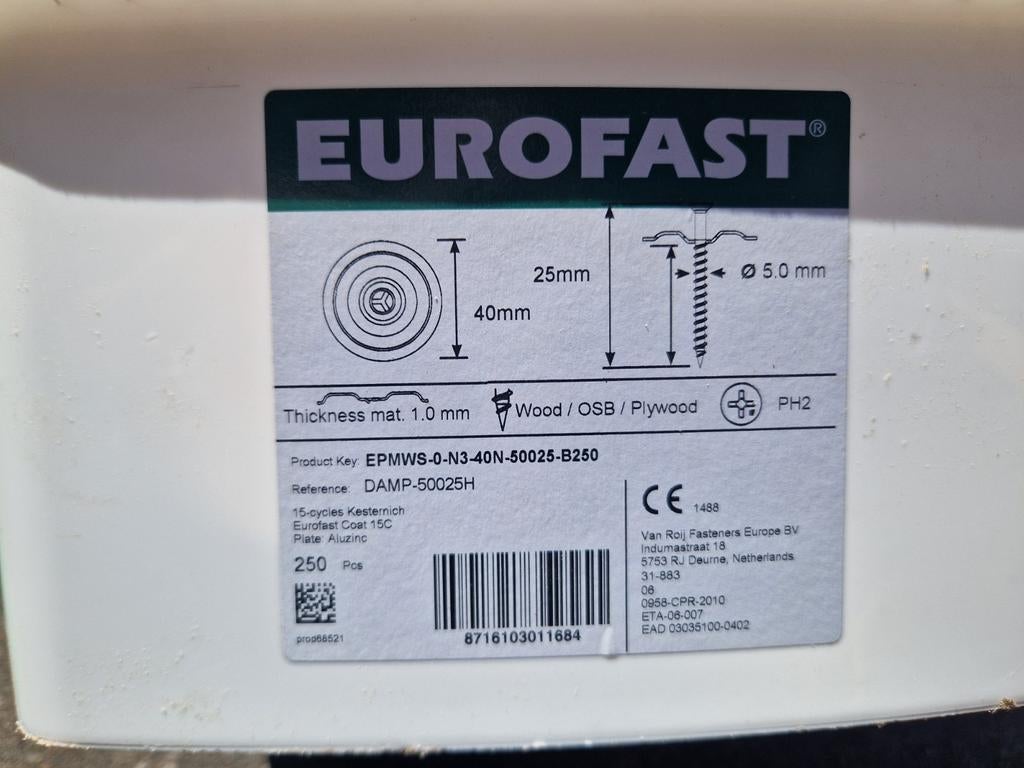 EUROFAST®
25mm
Ø 5.0 mm
40mm
Thickness mat. 1.0 mm
Wood / OSB / Plywood
PH2
Product Key: EPMWS-0-N3-40N-50025-B250
Reference: DAMP-50025H
15-cycles Kesternich
Eurofast Coat 15C
Plate: Aluzinc
250 Pcs
prop68521
8716103011684
CE 1488
Van Roij Fasteners Europe BV
Indumastraat 18
5753 RJ Deurne, Netherlands
31-883
06
0958-CPR-2010
ETA-06-007
EAD 03035100-0402